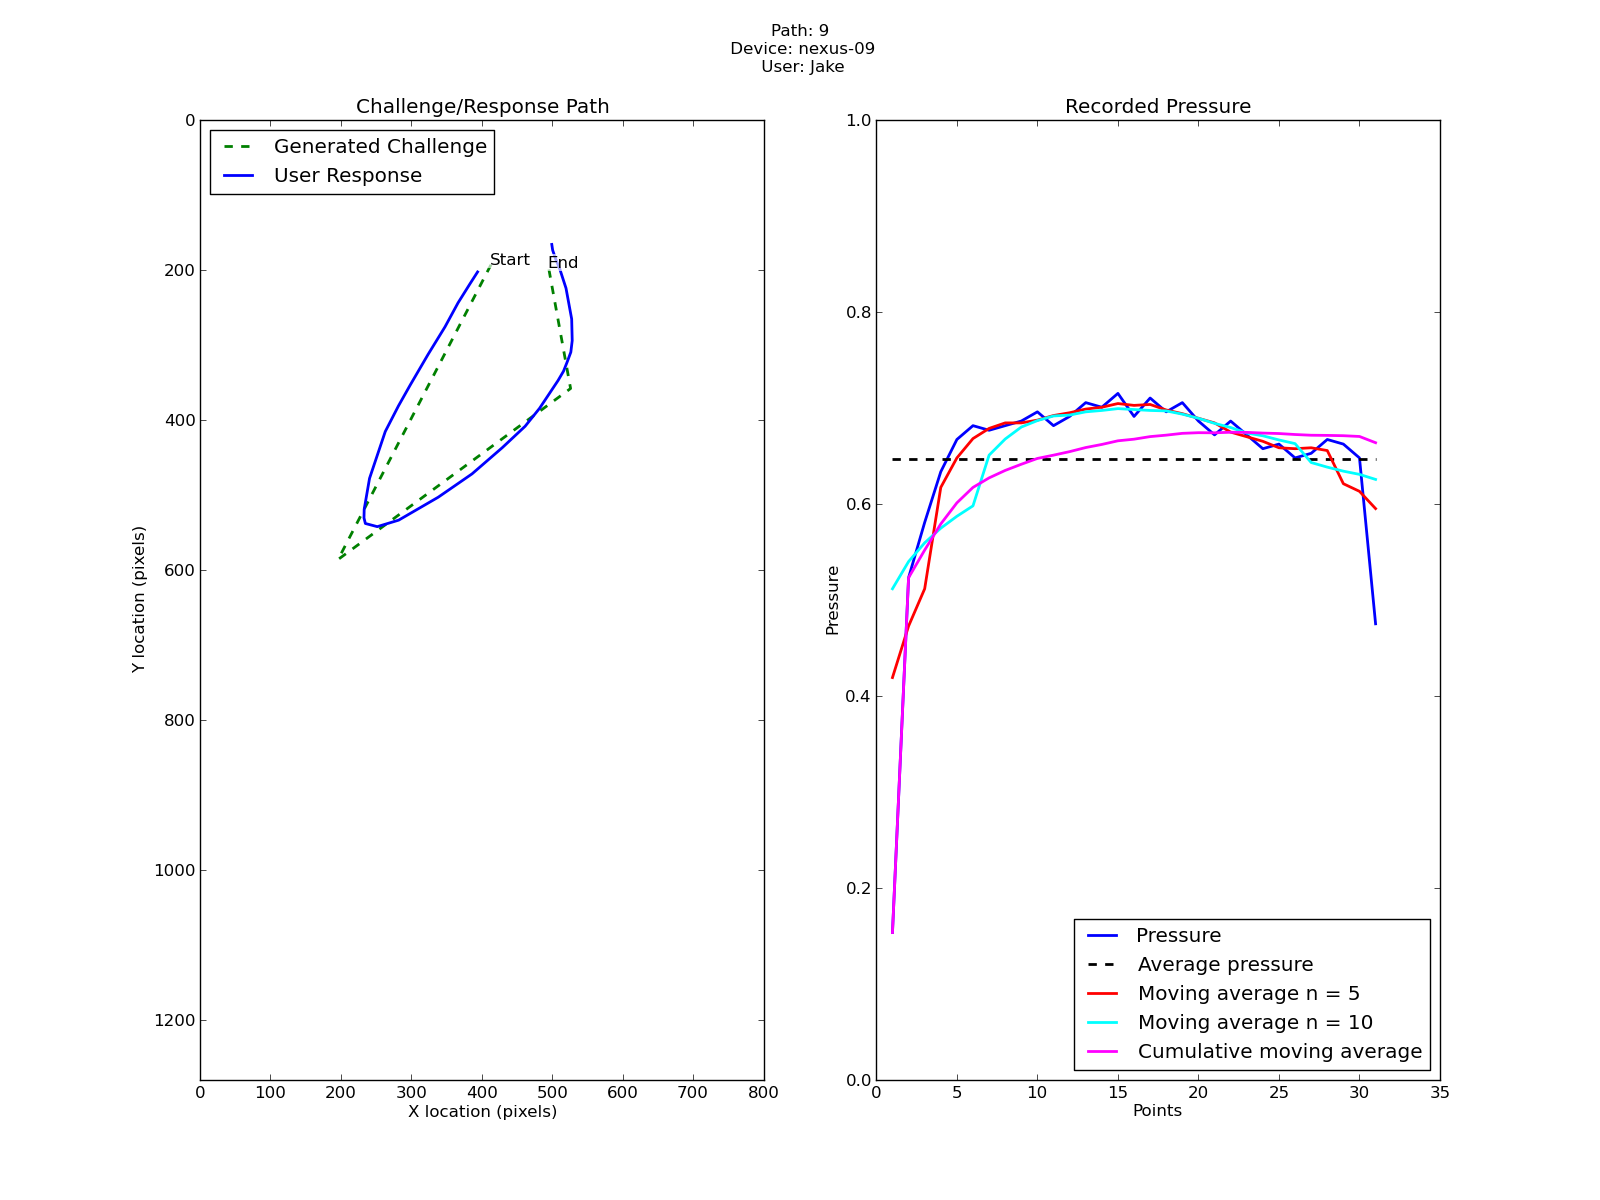 Path: 9
Device: nexus-09
User: Jake
Challenge/Response Path
Generated Challenge
User Response
Start
End
0
200
400
600
800
1000
1200
Y location (pixels)
0 100 200 300 400 500 600 700 800
X location (pixels)
Recorded Pressure
1.0
0.8
0.6
0.4
0.2
0.0
Pressure
Pressure
Average pressure
Moving average n = 5
Moving average n = 10
Cumulative moving average
0 5 10 15 20 25 30 35
Points